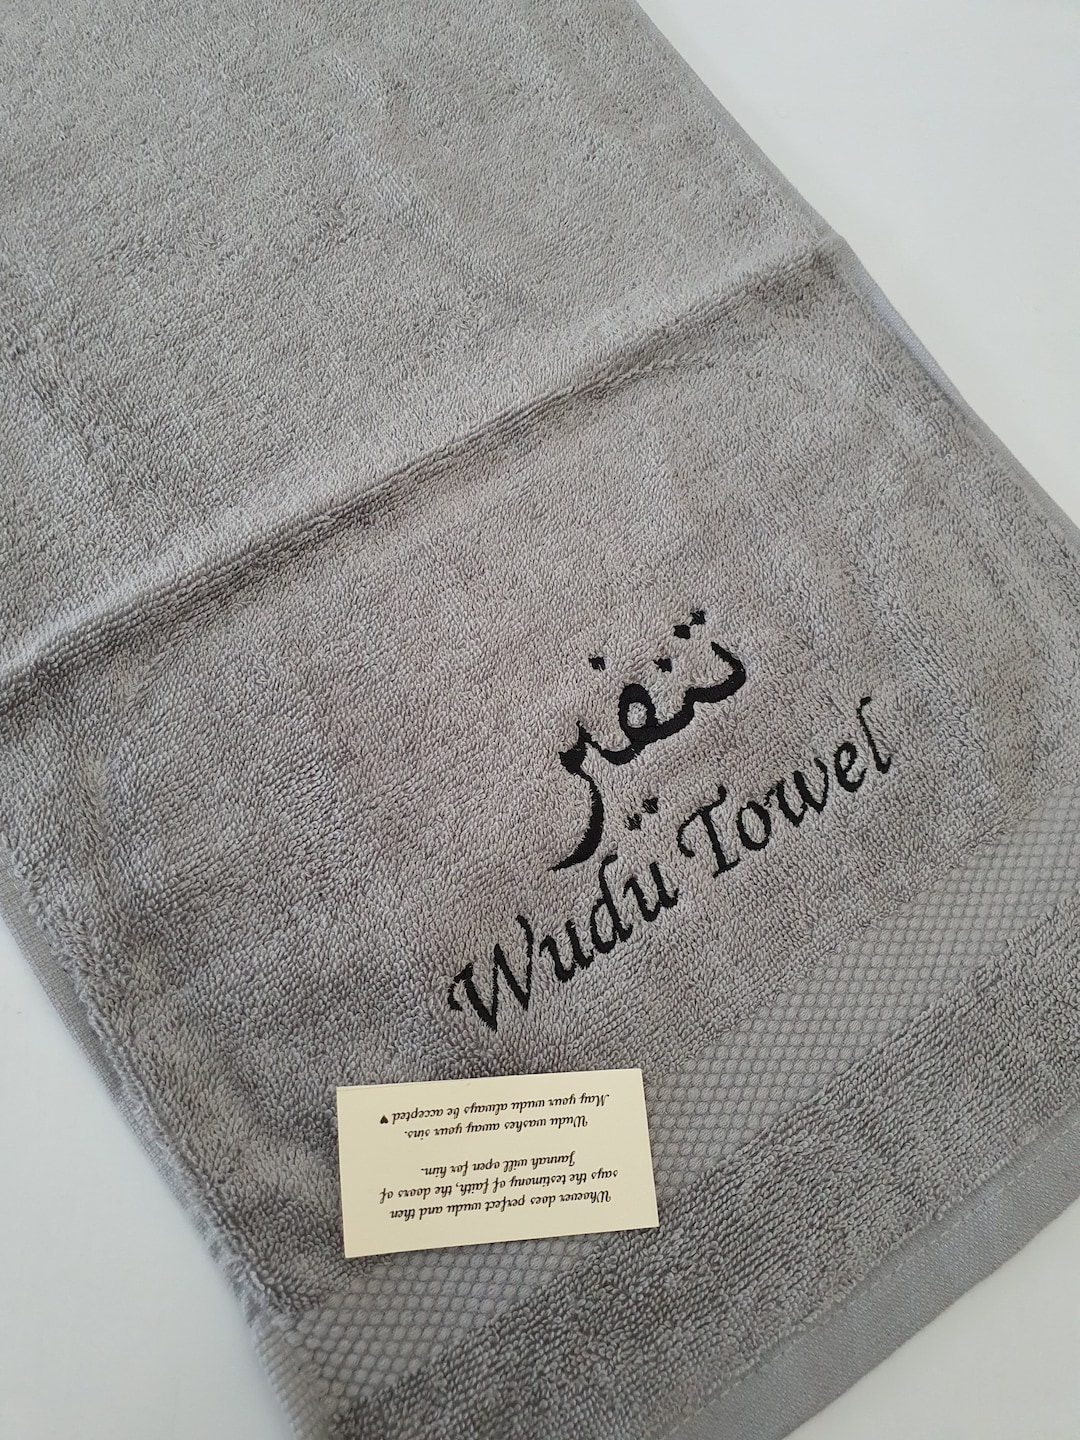 تنفير
Wudu Towel
Whoever does perfect wudu and then
says the testimony of faith, the doors of
Jannah will open for him.
Wudu washes away your sins.
May your wudu always be accepted ♥